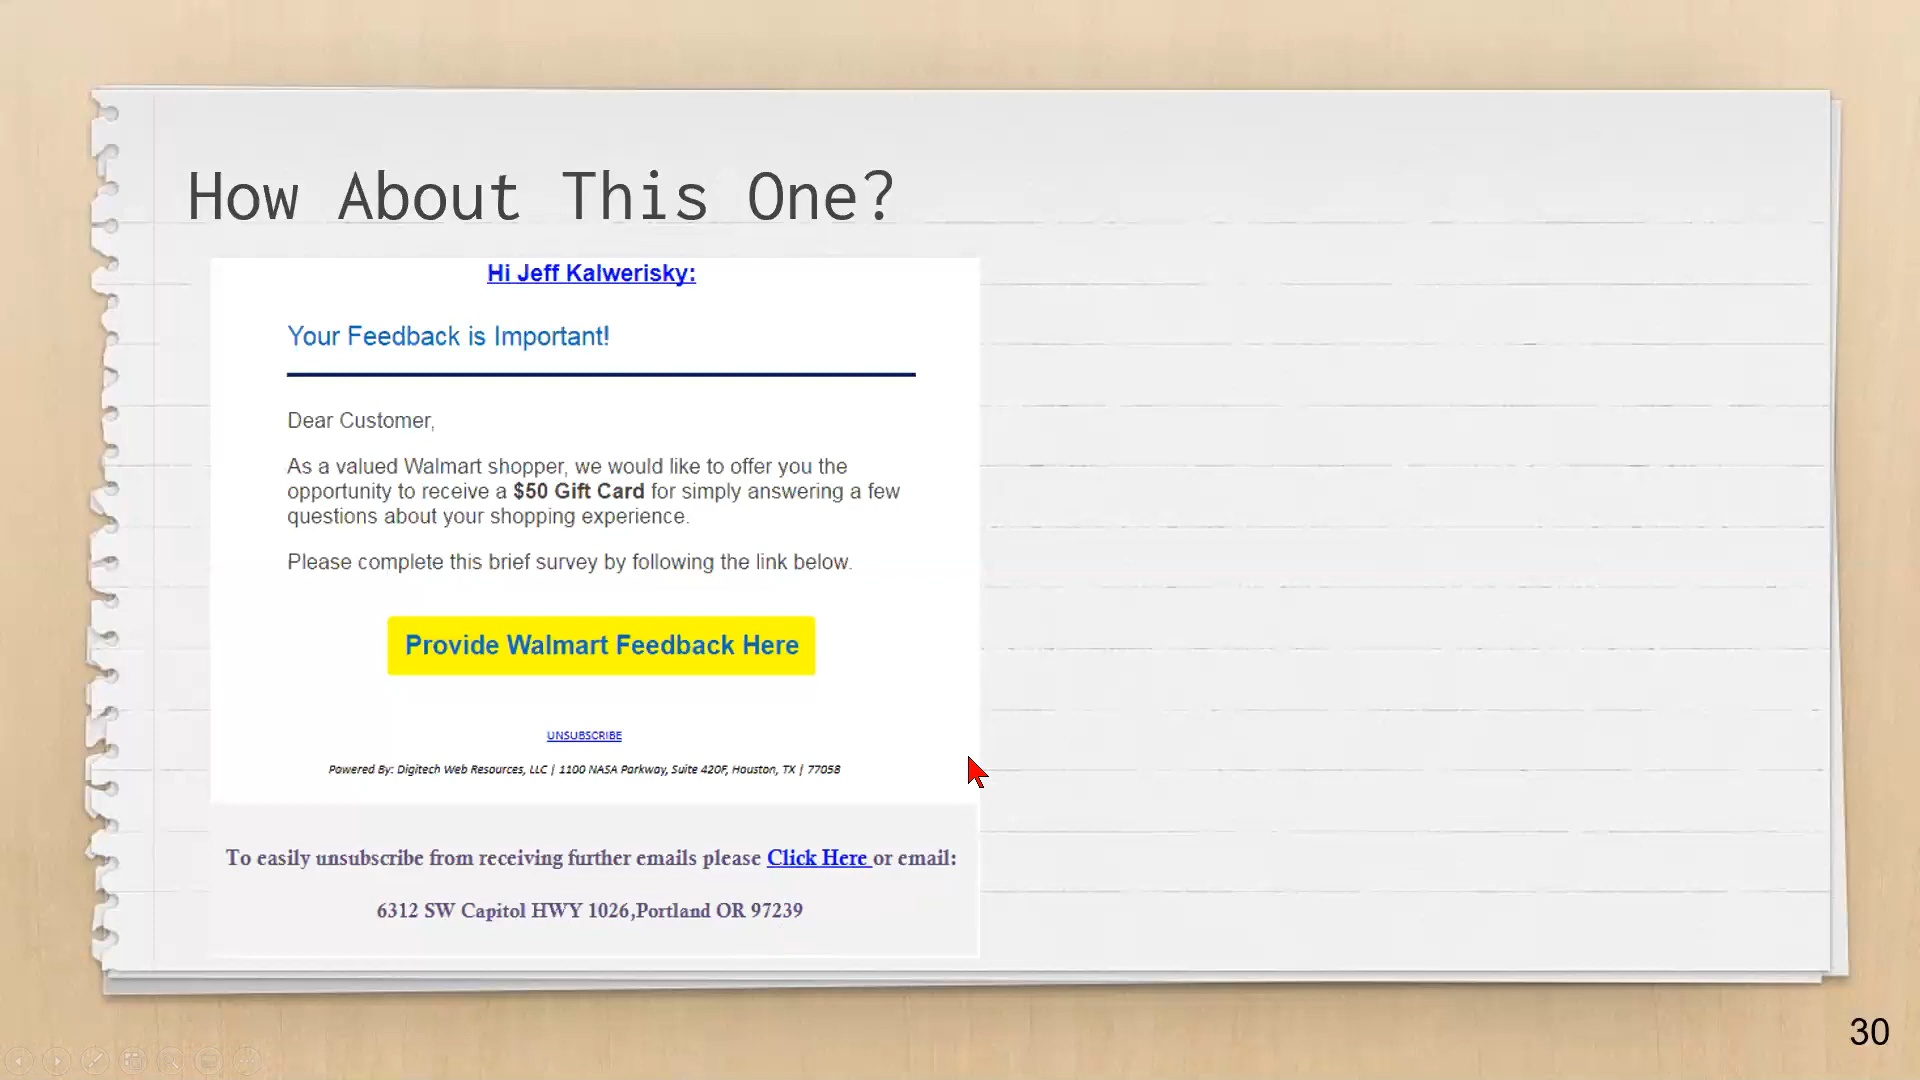 How About This One?
Hi Jeff Kalwerisky:
Your Feedback is Important!
Dear Customer,
As a valued Walmart shopper, we would like to offer you the
opportunity to receive a $50 Gift Card for simply answering a few
questions about your shopping experience.
Please complete this brief survey by following the link below.
Provide Walmart Feedback Here
UNSUBSCRIBE
Powered By: Digitech Web Resources, LLC | 1100 NASA Parkway, Suite 420F, Houston, TX | 77058
To easily unsubscribe from receiving further emails please Click Here or email:
6312 SW Capitol HWY 1026,Portland OR 97239
30